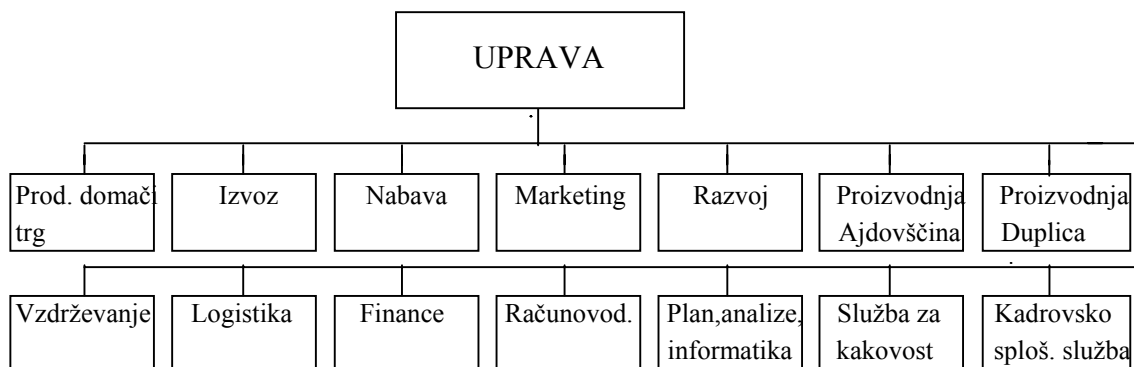 UPRAVA
Prod. domači
trg
Izvoz
Nabava
Marketing
Razvoj
Proizvodnja
Ajdovščina
Proizvodnja
Duplica
Vzdrževanje
Logistika
Finance
Računovod.
Plan,analize,
informatika
Služba za
kakovost
Kadrovsko
sploš. služba